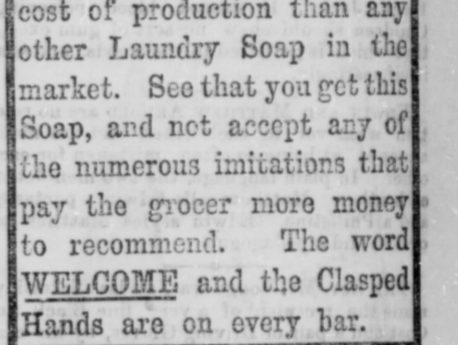 cost of production than any
other Laundry Soap in the
market. See that you get this
Soap, and not accept any of
the numerous imitations that
pay the grocer more money
to recommend. The word
WELCOME and the Clasped
Hands are on every bar.